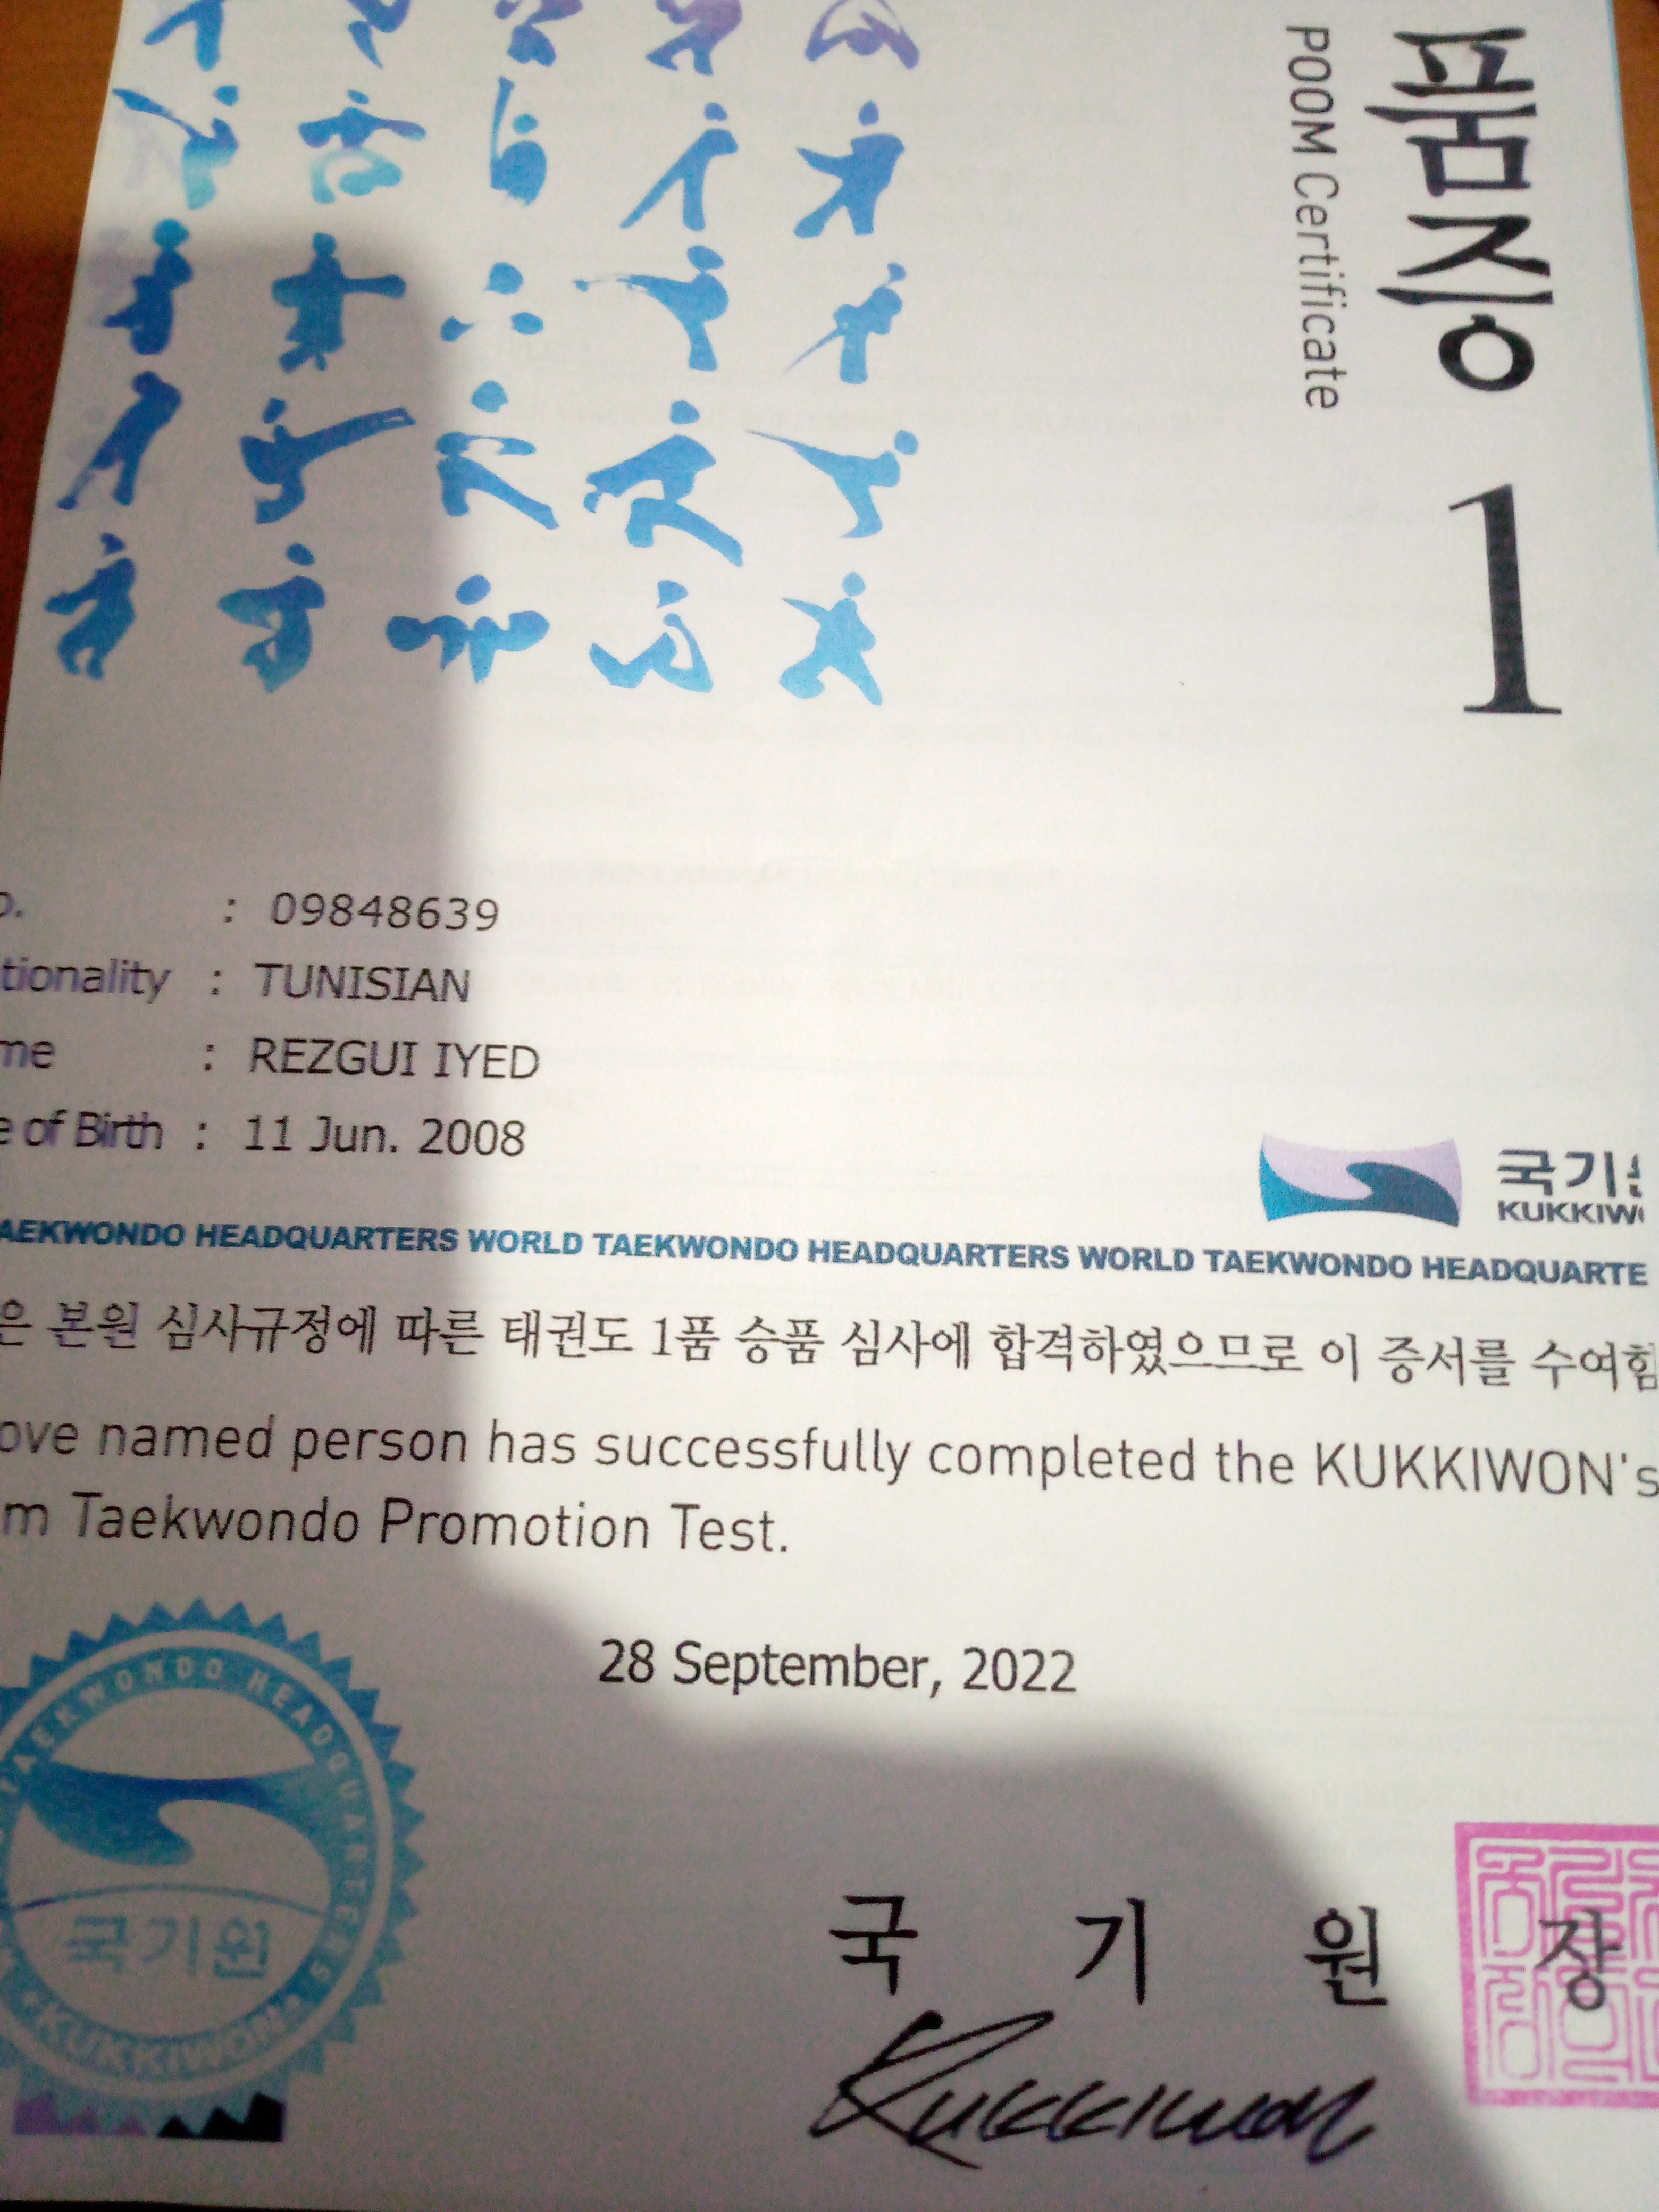 품증 1
POOM Certificate
: 09848639
tionality : TUNISIAN
me : REZGUI IYED
e of Birth : 11 Jun. 2008
국기
KUKKIW
AEKWONDO HEADQUARTERS WORLD TAEKWONDO HEADQUARTERS WORLD TAEKWONDO HEADQUARTE
은 본원 심사규정에 따른 태권도 1품 승품 심사에 합격하였으므로 이 증서를 수여함
ove named person has successfully completed the KUKKIWON's
m Taekwondo Promotion Test.
28 September, 2022
TAEKWONDO HEADQUARTERS
국기원
•KUKKIWON•
국 기 원 장
Kukkiwon